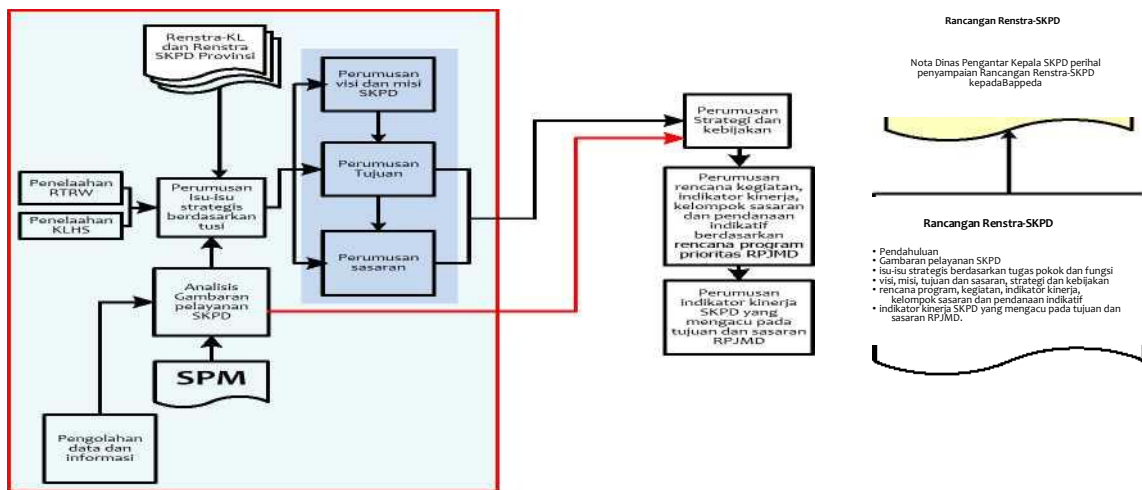 Renstra-KL
dan Renstra
SKPD Provinsi
Perumusan
visi dan misi
SKPD
Perumusan
Tujuan
Perumusan
sasaran
Penelaahan
RTRW
Penelaahan
KLHS
Perumusan
Isu-isu
strategis
berdasarkan
tusi
Analisis
Gambaran
pelayanan
SKPD
SPM
Pengolahan
data dan
informasi
Perumusan
Strategi dan
kebijakan
Perumusan
rencana kegiatan,
indikator kinerja,
kelompok sasaran
dan pendanaan
indikatif
berdasarkan
rencana program
prioritas RPJMD
Perumusan
indikator kinerja
SKPD yang
mengacu pada
tujuan dan sasaran
RPJMD
Rancangan Renstra-SKPD
Nota Dinas Pengantar Kepala SKPD perihal
penyampaian Rancangan Renstra-SKPD
kepadaBappeda
Rancangan Renstra-SKPD
• Pendahuluan
• Gambaran pelayanan SKPD
• isu-isu strategis berdasarkan tugas pokok dan fungsi
• visi, misi, tujuan dan sasaran, strategi dan kebijakan
• rencana program, kegiatan, indikator kinerja,
kelompok sasaran dan pendanaan indikatif
• indikator kinerja SKPD yang mengacu pada tujuan dan
sasaran RPJMD.